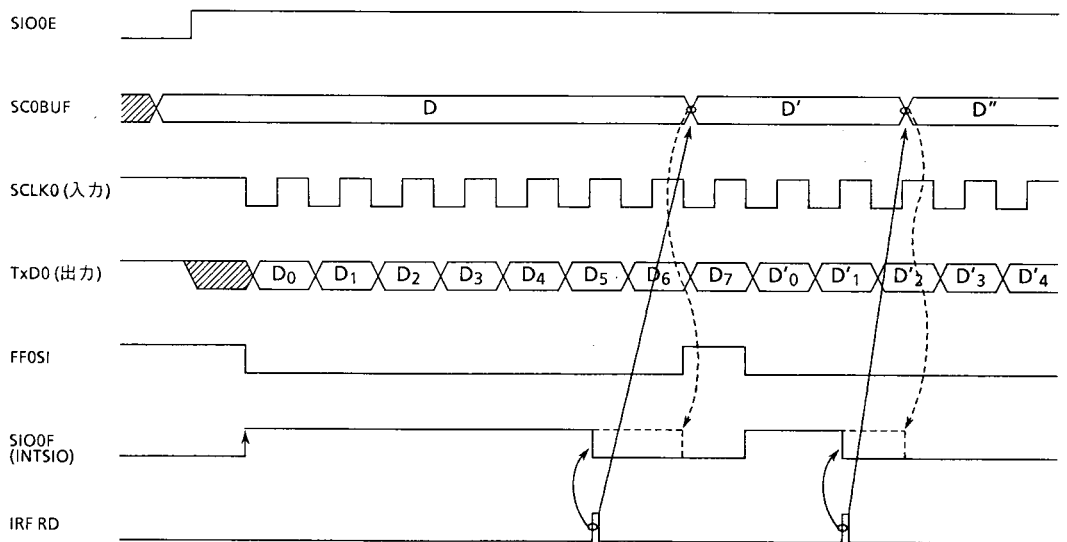 SIO0E
SC0BUF
D D' D''
SCLK0 (入力)
TxD0 (出力)
D0 D1 D2 D3 D4 D5 D6 D7 D'0 D'1 D'2 D'3 D'4
FF0SI
SIO0F
(INTSIO)
IRF RD